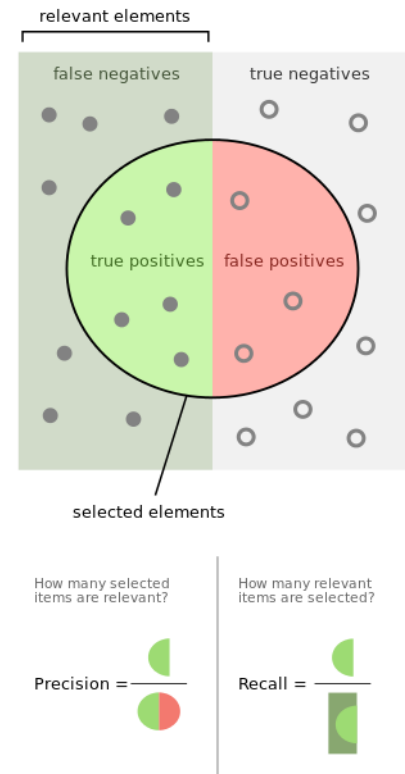 relevant elements
false negatives
true negatives
true positives
false positives
selected elements
How many selected
items are relevant?
How many relevant
items are selected?
Precision =
Recall =